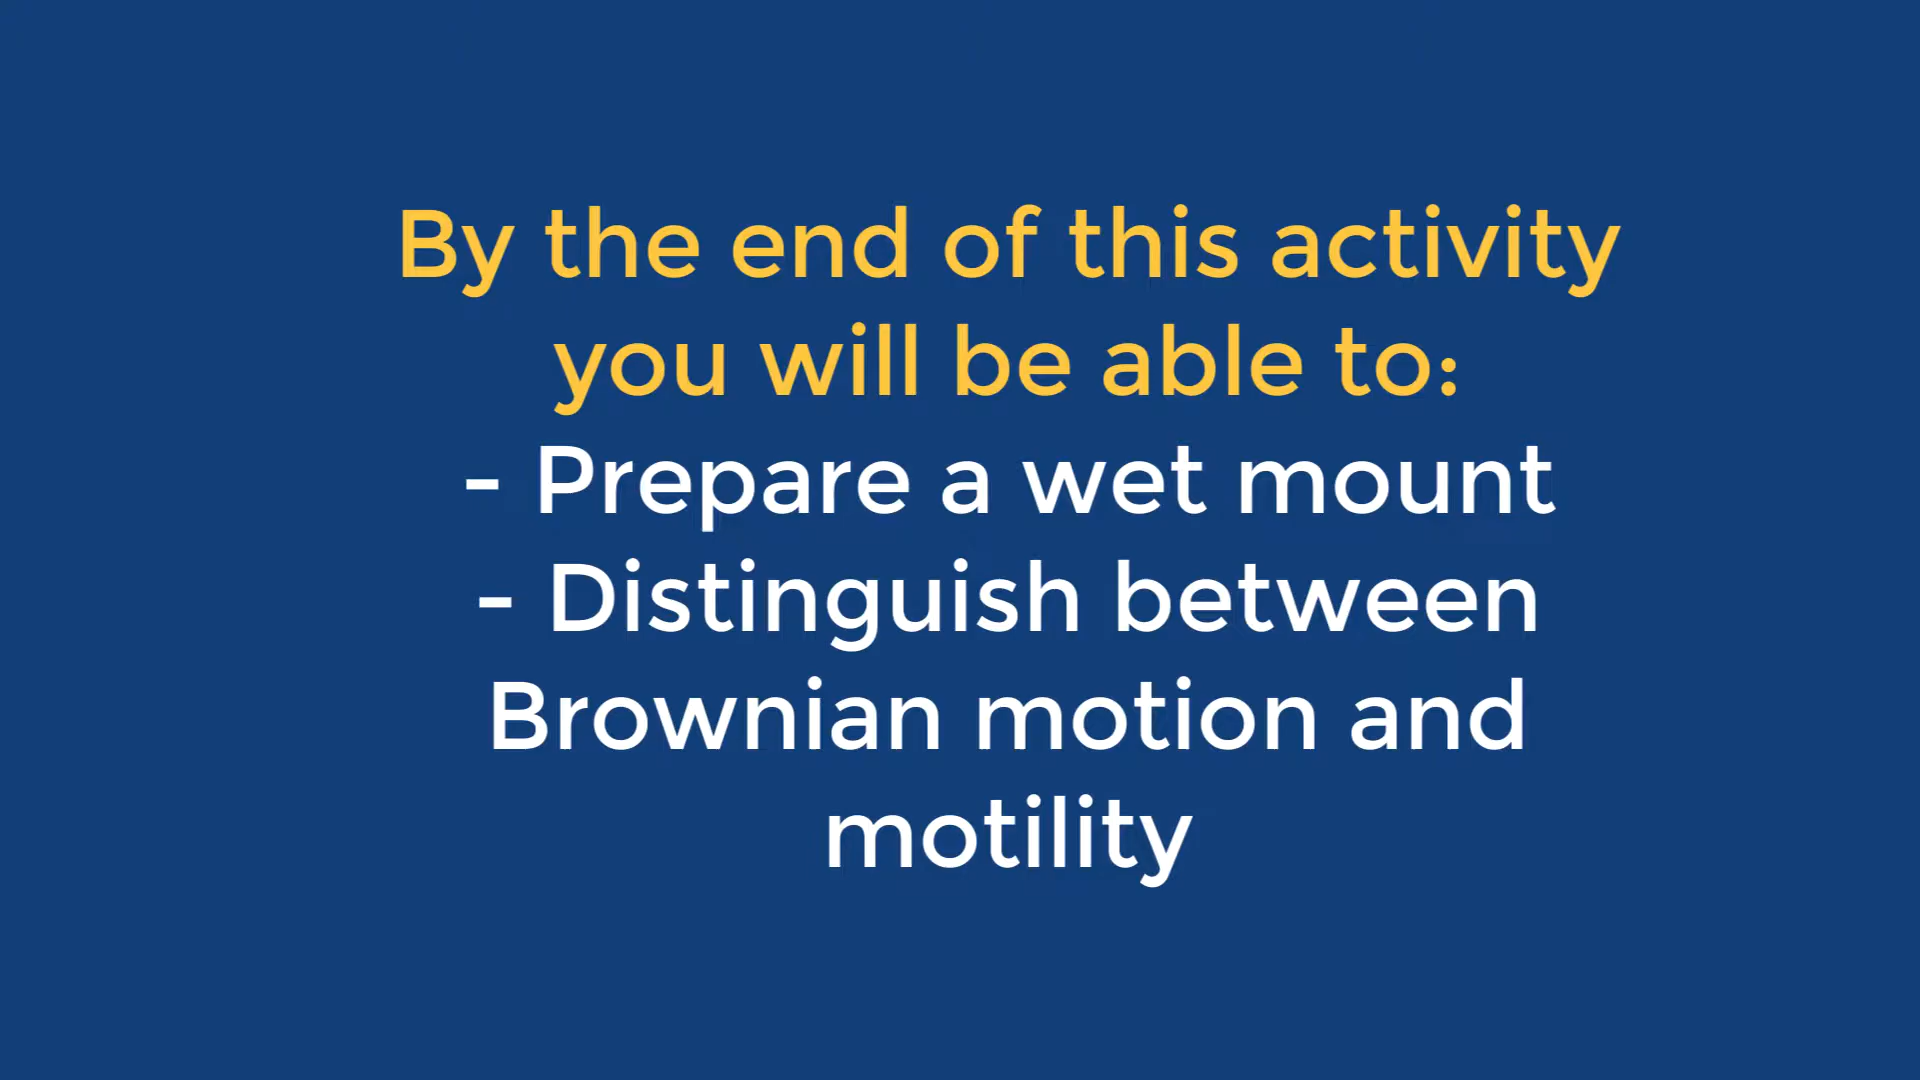 By the end of this activity
you will be able to:
- Prepare a wet mount
- Distinguish between
Brownian motion and
motility